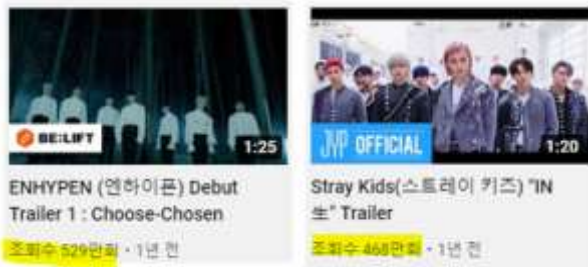 BE:LIFT
1:25
ENHYPEN (엔하이픈) Debut
Trailer 1 : Choose-Chosen
조회수 529만회 • 1년 전
JYP OFFICIAL
1:20
Stray Kids(스트레이 키즈) "IN
生" Trailer
조회수 468만회 • 1년 전